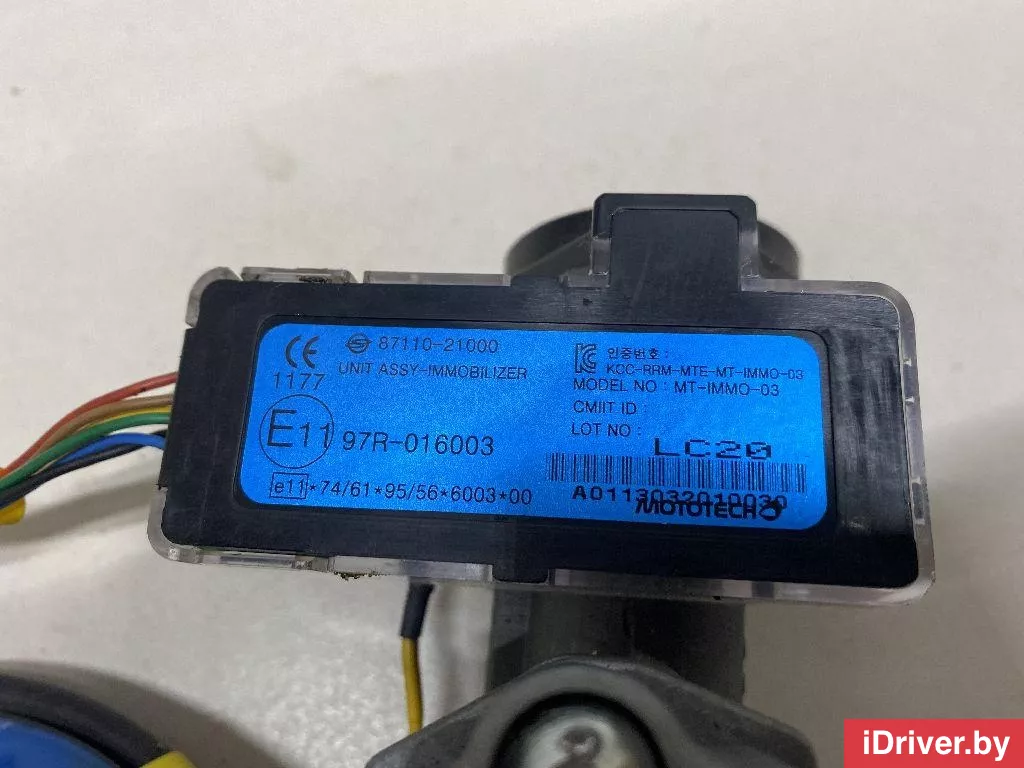 CE
1177
87110-21000
UNIT ASSY-IMMOBILIZER
E11 97R-016003
e11*74/61*95/56*6003*00
인증번호 :
KCC-RRM-MTE-MT-IMMO-03
MODEL NO : MT-IMMO-03
CMIIT ID :
LOT NO : LC20
A0113032010030
MOTOTECH
iDriver.by